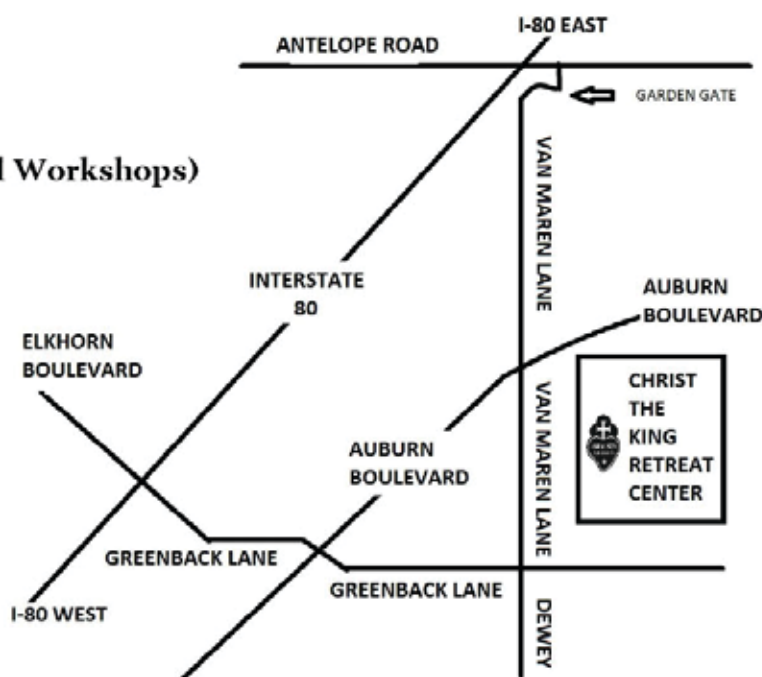 I-80 EAST
ANTELOPE ROAD
GARDEN GATE
Workshops)
VAN MAREN LANE
INTERSTATE
80
AUBURN
BOULEVARD
ELKHORN
BOULEVARD
CHRIST
THE
KING
RETREAT
CENTER
VAN MAREN LANE
AUBURN
BOULEVARD
GREENBACK LANE
GREENBACK LANE
I-80 WEST
DEWEY